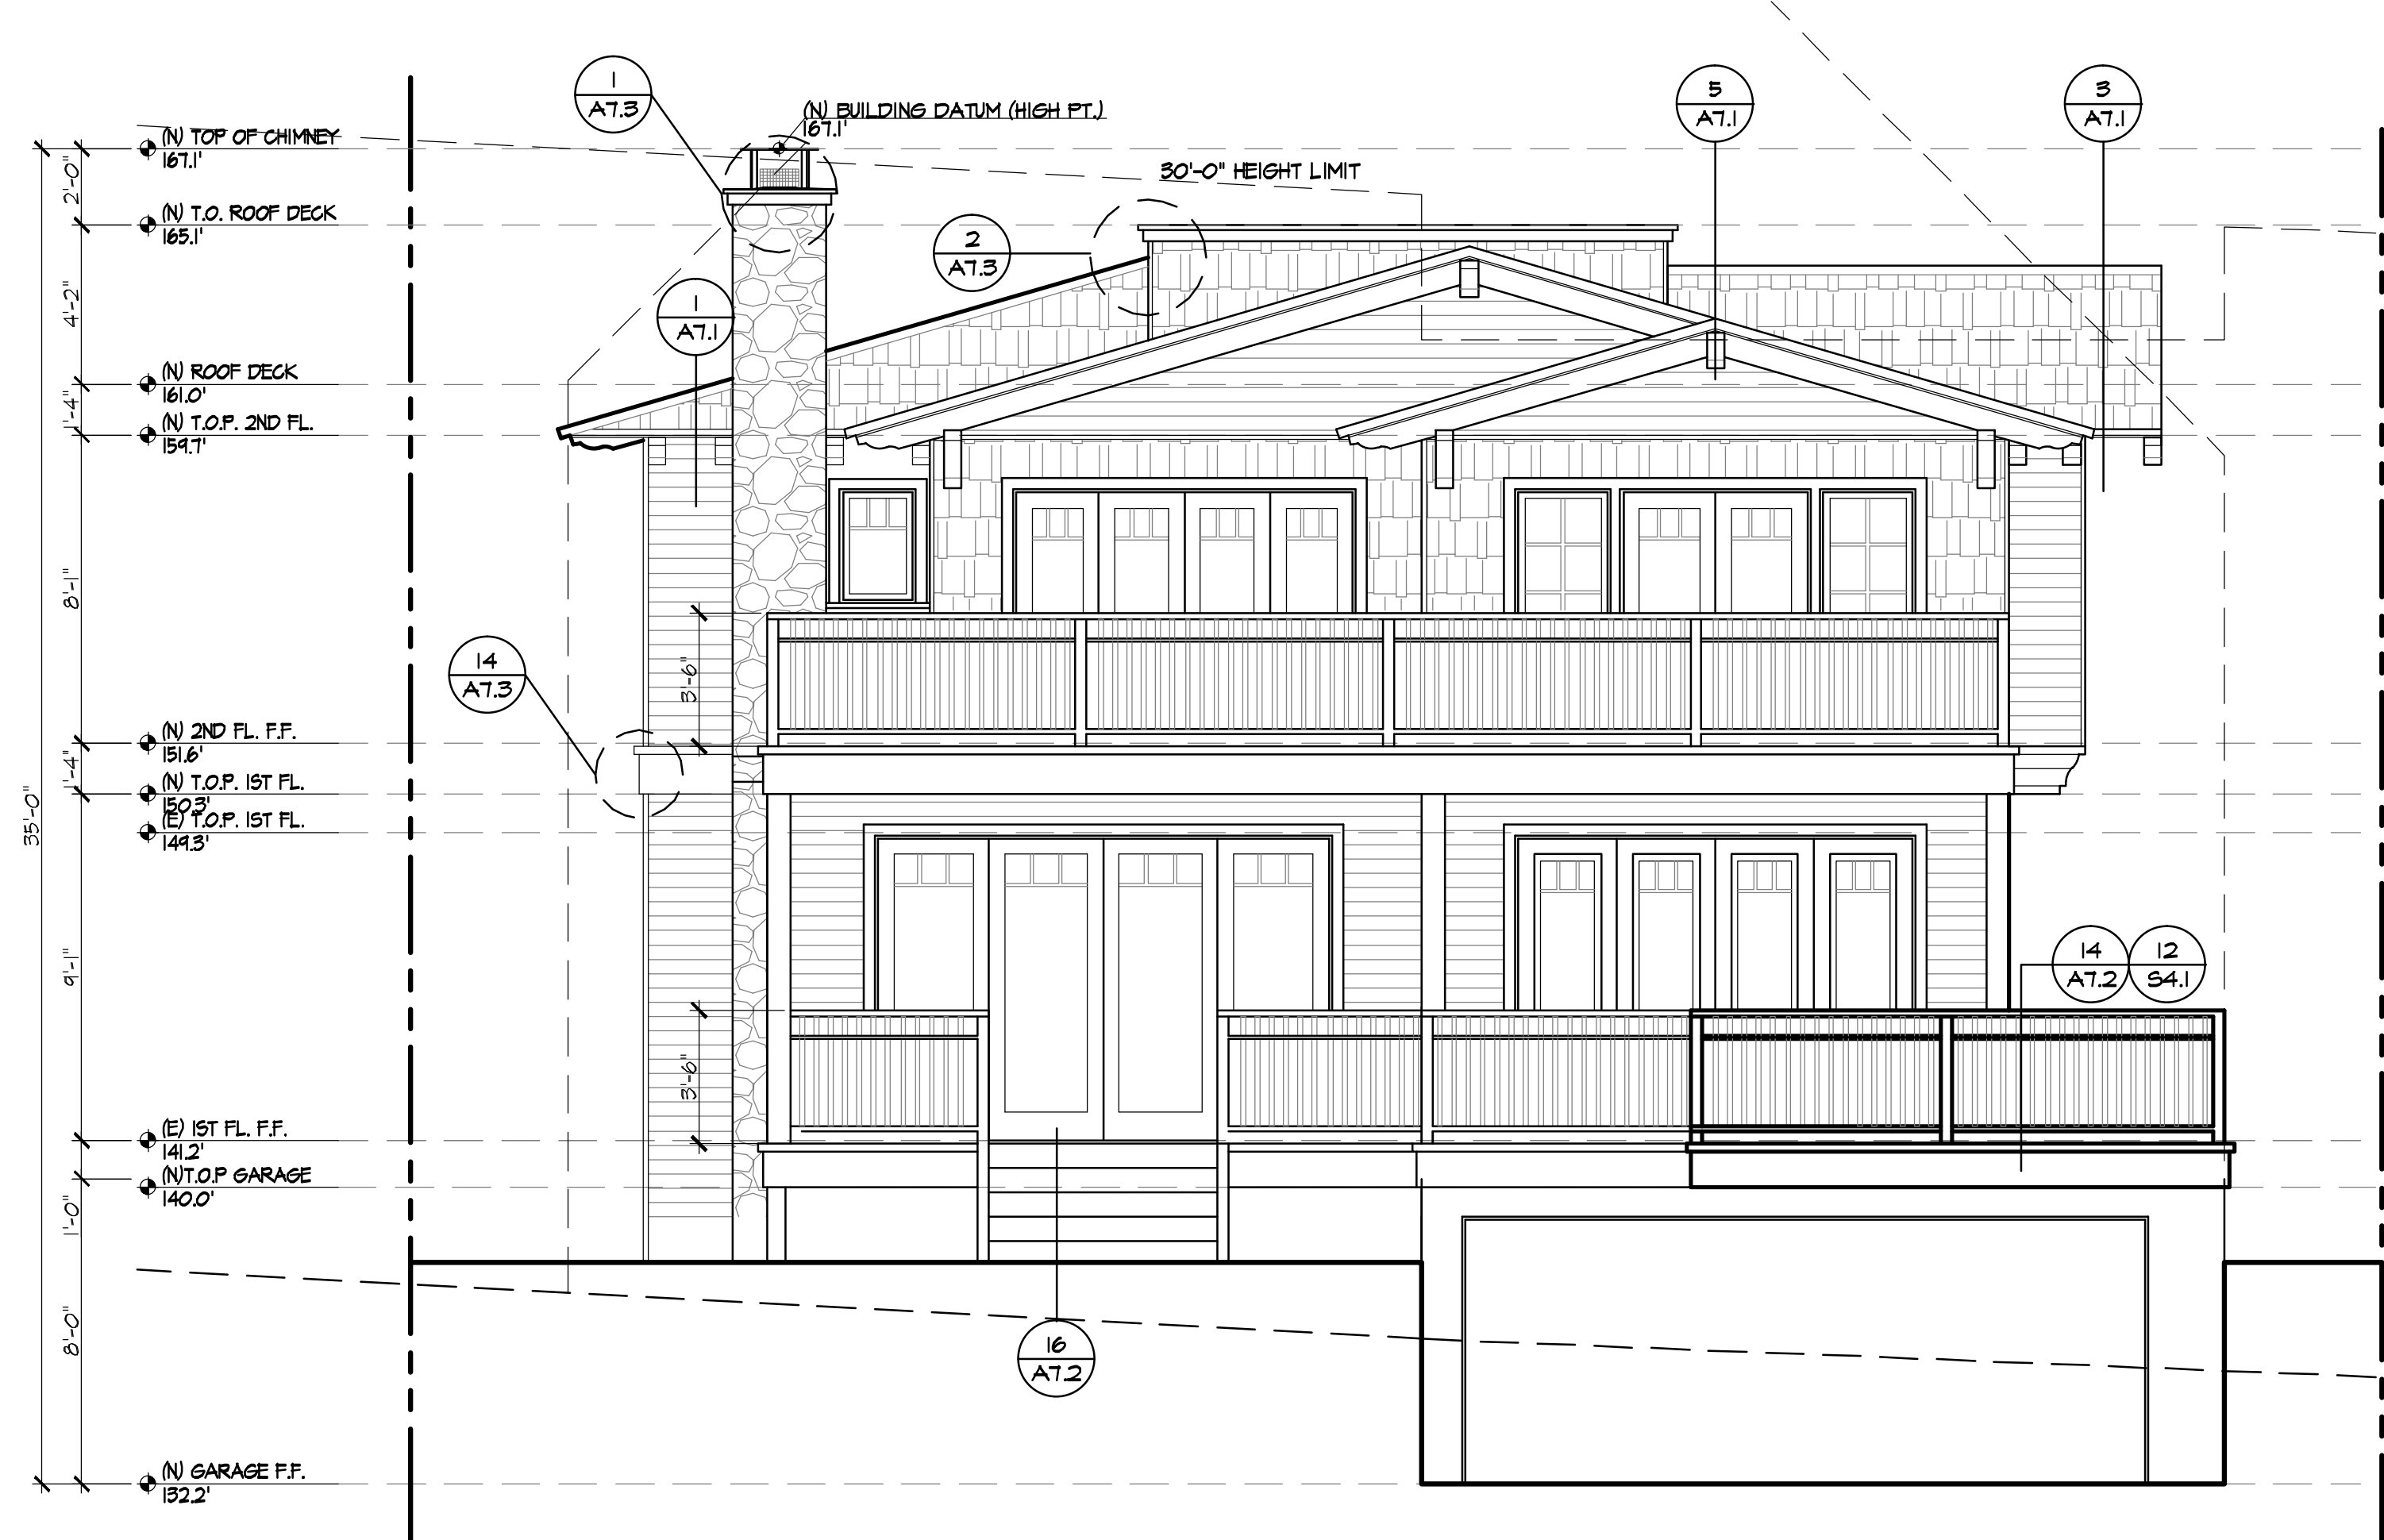 1
A7.3
(N) BUILDING DATUM (HIGH PT.)
167.1'
5
A7.1
3
A7.1
(N) TOP OF CHIMNEY
167.1'
30'-0" HEIGHT LIMIT
2'-0"
(N) T.O. ROOF DECK
165.1'
2
A7.3
4'-2"
1
A7.1
(N) ROOF DECK
161.0'
1'-4"
(N) T.O.P. 2ND FL.
159.7'
8'-1"
14
A7.3
3'-6"
(N) 2ND FL. F.F.
151.6'
1'-4"
(N) T.O.P. 1ST FL.
150.3'
(E) T.O.P. 1ST FL.
149.3'
35'-0"
9'-1"
14
A7.2
12
S4.1
3'-6"
(E) 1ST FL. F.F.
141.2'
(N)T.O.P GARAGE
140.0'
1'-0"
8'-0"
16
A7.2
(N) GARAGE F.F.
132.2'